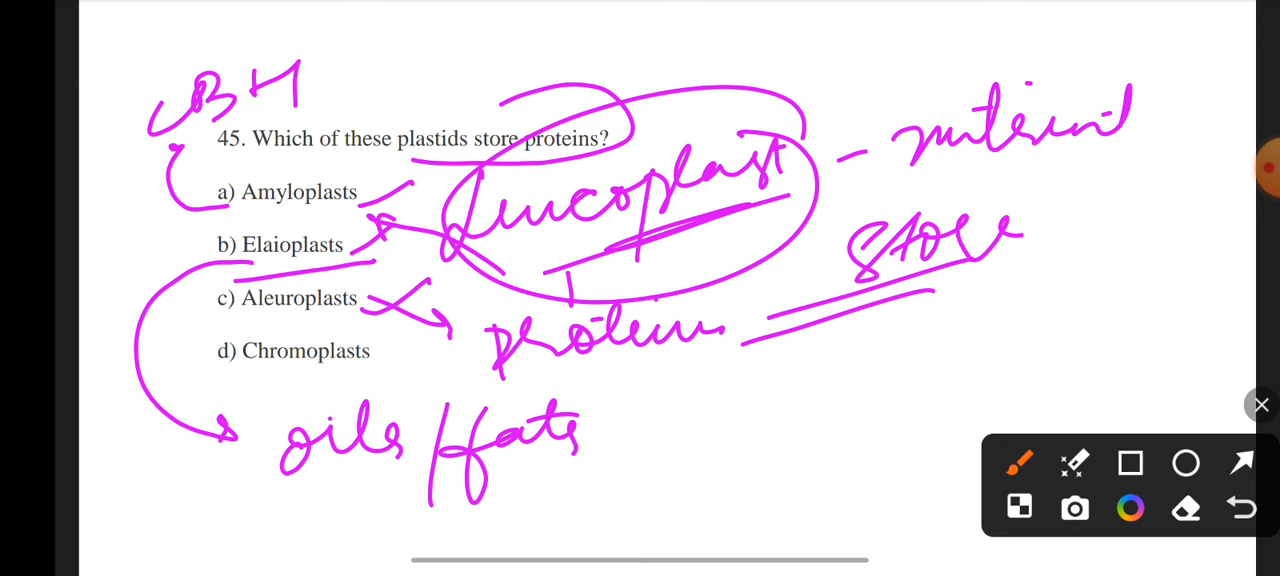 45. Which of these plastids store proteins?
a) Amyloplasts
b) Elaioplasts
c) Aleuroplasts
d) Chromoplasts
Leucoplast -
store
protein
oils/fats